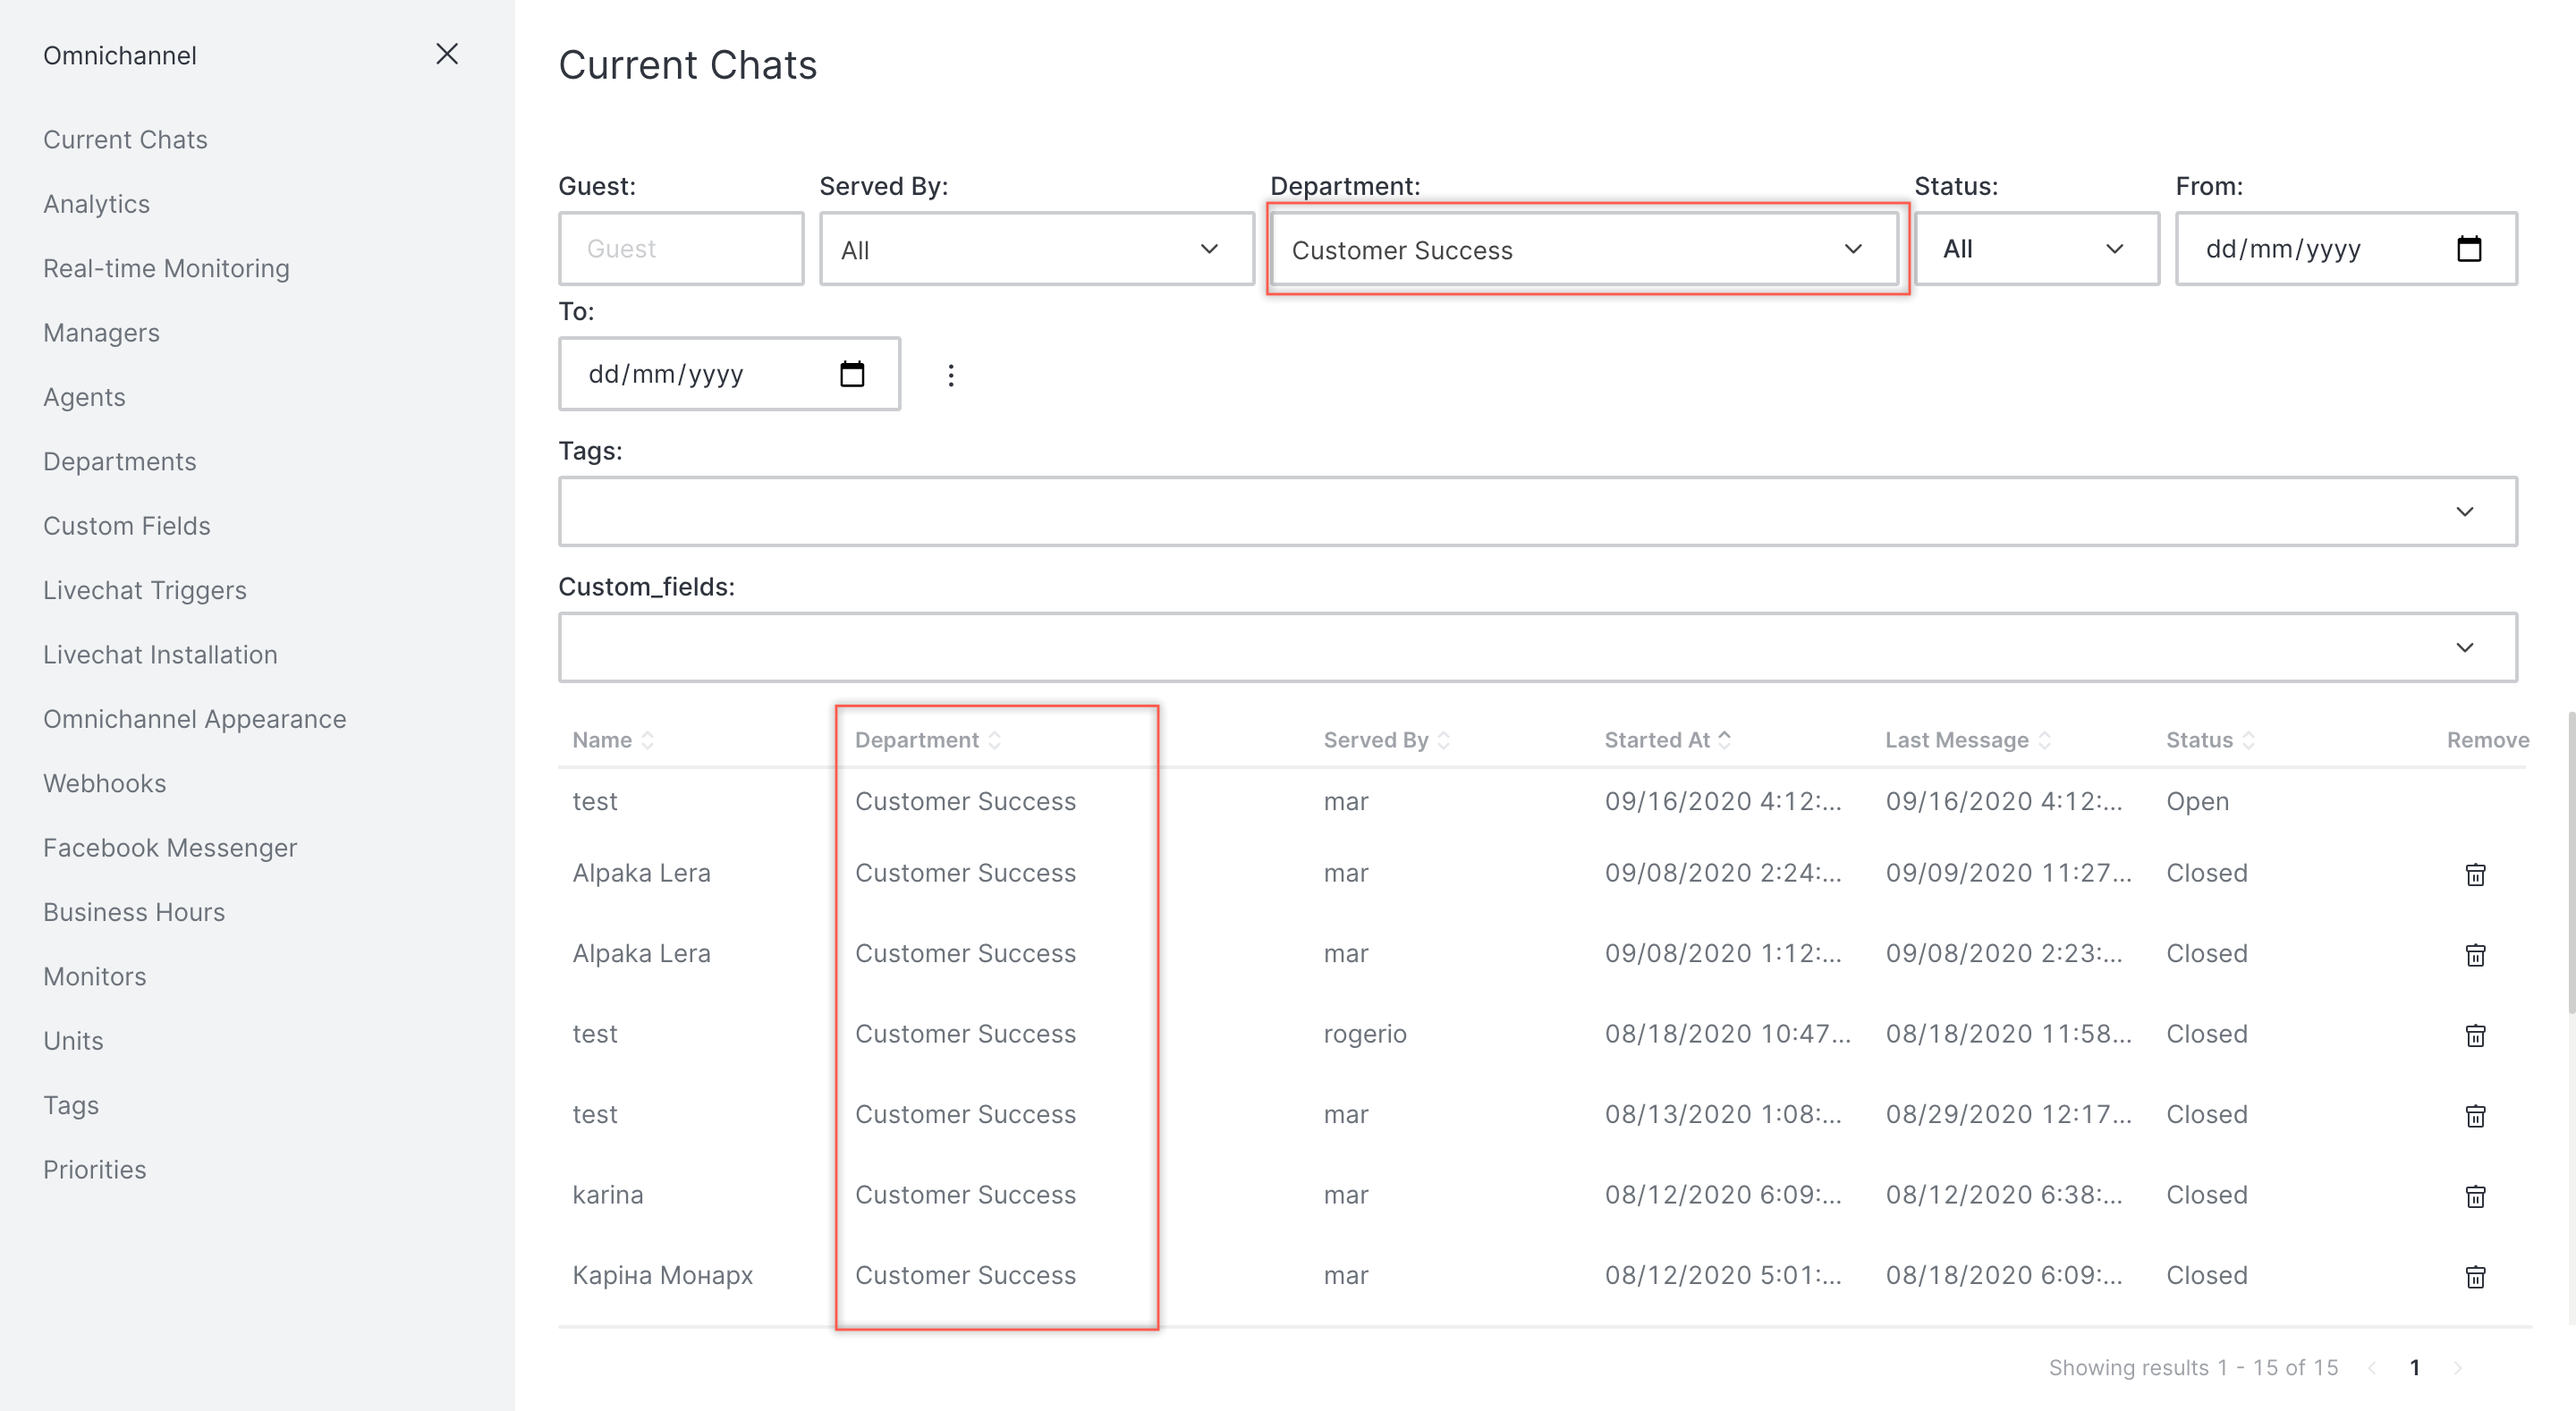 Omnichannel
Current Chats
Analytics
Real-time Monitoring
Managers
Agents
Departments
Custom Fields
Livechat Triggers
Livechat Installation
Omnichannel Appearance
Webhooks
Facebook Messenger
Business Hours
Monitors
Units
Tags
Priorities
Current Chats
Guest: Served By: Department: Status: From:
Guest All Customer Success All dd/mm/yyyy
To:
dd/mm/yyyy
Tags:
Custom_fields:
Name Department Served By Started At Last Message Status Remove
test Customer Success mar 09/16/2020 4:12:... 09/16/2020 4:12:... Open
Alpaka Lera Customer Success mar 09/08/2020 2:24:... 09/09/2020 11:27... Closed
Alpaka Lera Customer Success mar 09/08/2020 1:12:... 09/08/2020 2:23:... Closed
test Customer Success rogerio 08/18/2020 10:47... 08/18/2020 11:58... Closed
test Customer Success mar 08/13/2020 1:08:... 08/29/2020 12:17... Closed
karina Customer Success mar 08/12/2020 6:09:... 08/12/2020 6:38:... Closed
Каріна Монарх Customer Success mar 08/12/2020 5:01:... 08/18/2020 6:09:... Closed
Showing results 1 - 15 of 15 1